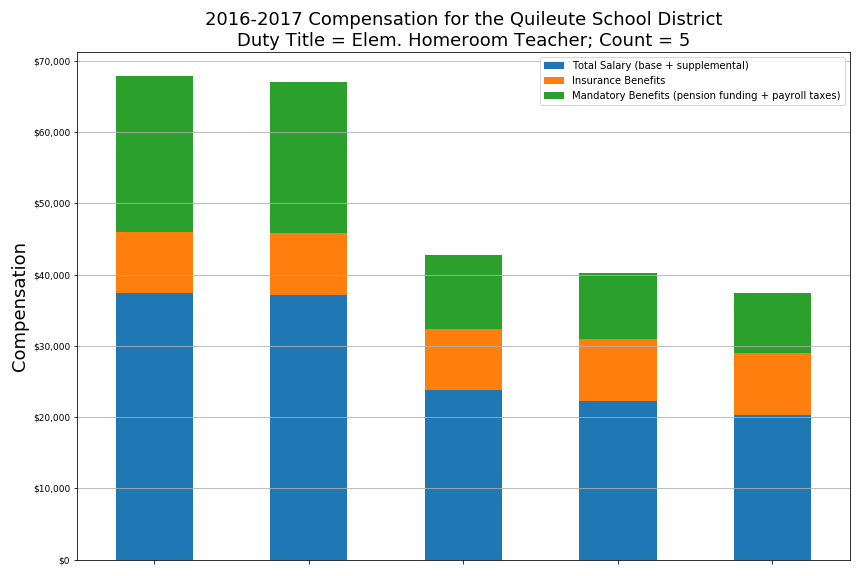 2016-2017 Compensation for the Quileute School District
Duty Title = Elem. Homeroom Teacher; Count = 5
Total Salary (base + supplemental)
Insurance Benefits
Mandatory Benefits (pension funding + payroll taxes)
Compensation
$70,000
$60,000
$50,000
$40,000
$30,000
$20,000
$10,000
$0